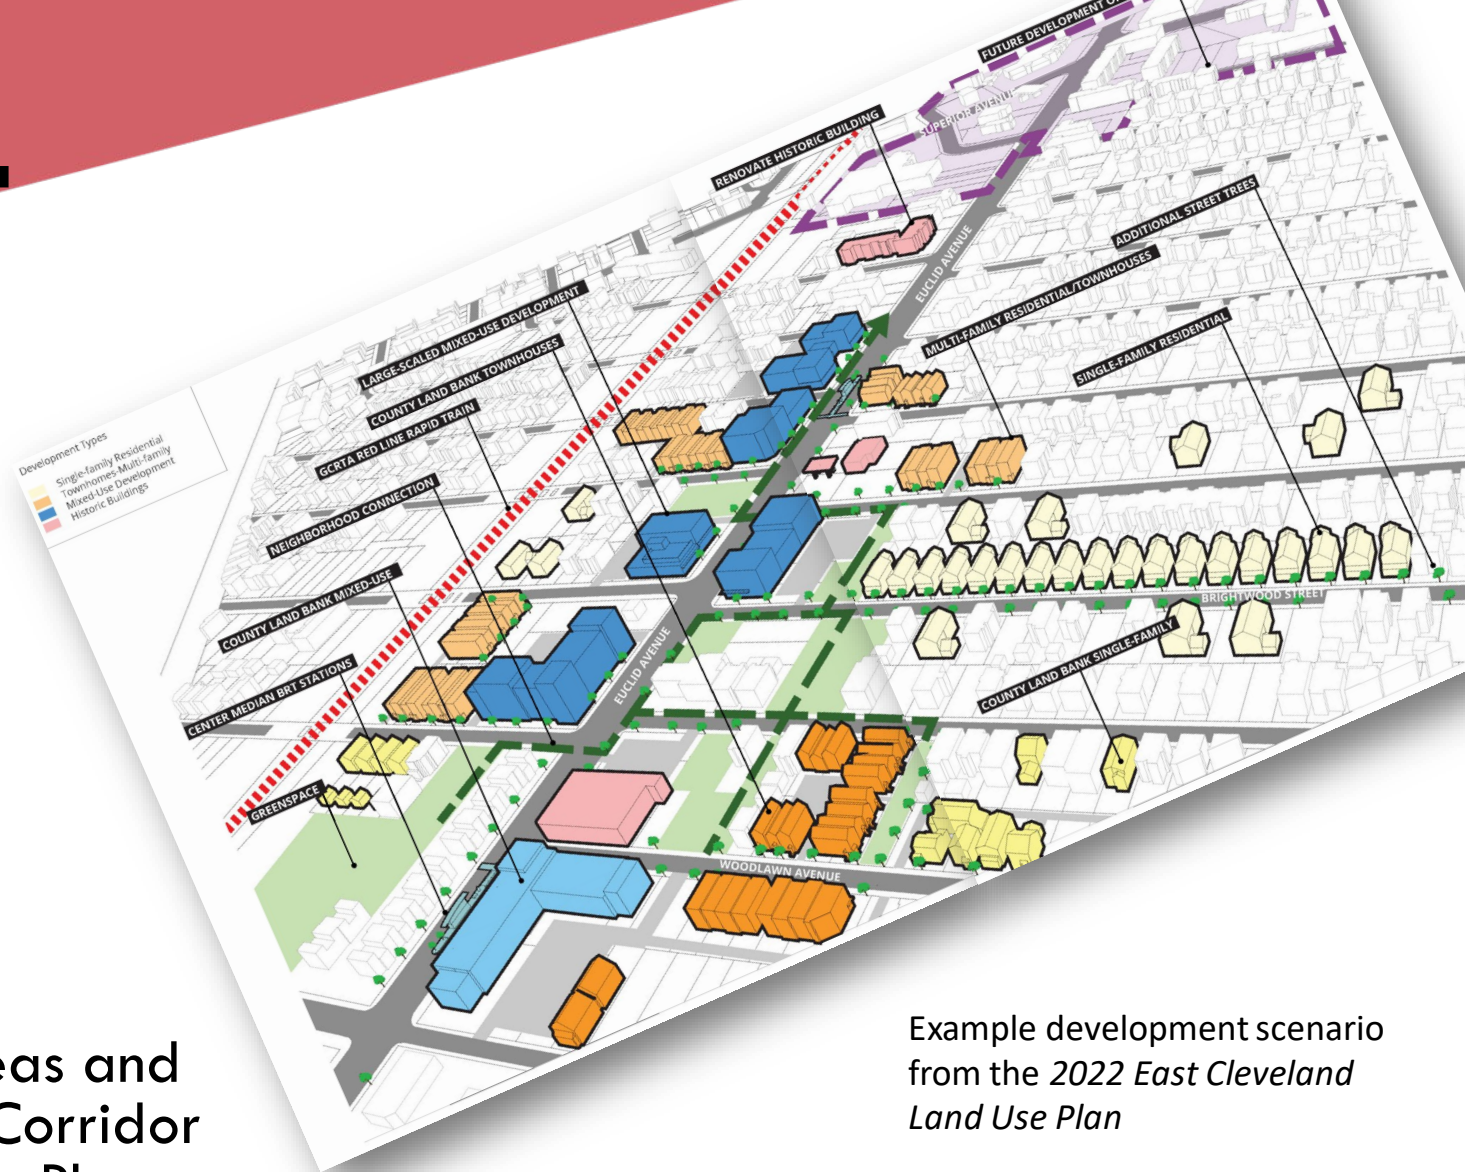 FUTURE DEVELOPMENT
SUPERIOR AVENUE
RENOVATE HISTORIC BUILDING
ADDITIONAL STREET TREES
EUCLID AVENUE
MULTI-FAMILY RESIDENTIAL/TOWNHOUSES
SINGLE-FAMILY RESIDENTIAL
LARGE-SCALED MIXED-USE DEVELOPMENT
COUNTY LAND BANK TOWNHOUSES
GCRTA RED LINE RAPID TRAIN
NEIGHBORHOOD CONNECTION
COUNTY LAND BANK MIXED-USE
CENTER MEDIAN BRT STATIONS
GREENSPACE
Development Types
Single-family Residential
Townhomes-Multi-family
Mixed-Use Development
Historic Buildings
BRIGHTWOOD STREET
EUCLID AVENUE
COUNTY LAND BANK SINGLE-FAMILY
WOODLAWN AVENUE
Example development scenario
from the 2022 East Cleveland
Land Use Plan
eas and
Corridor